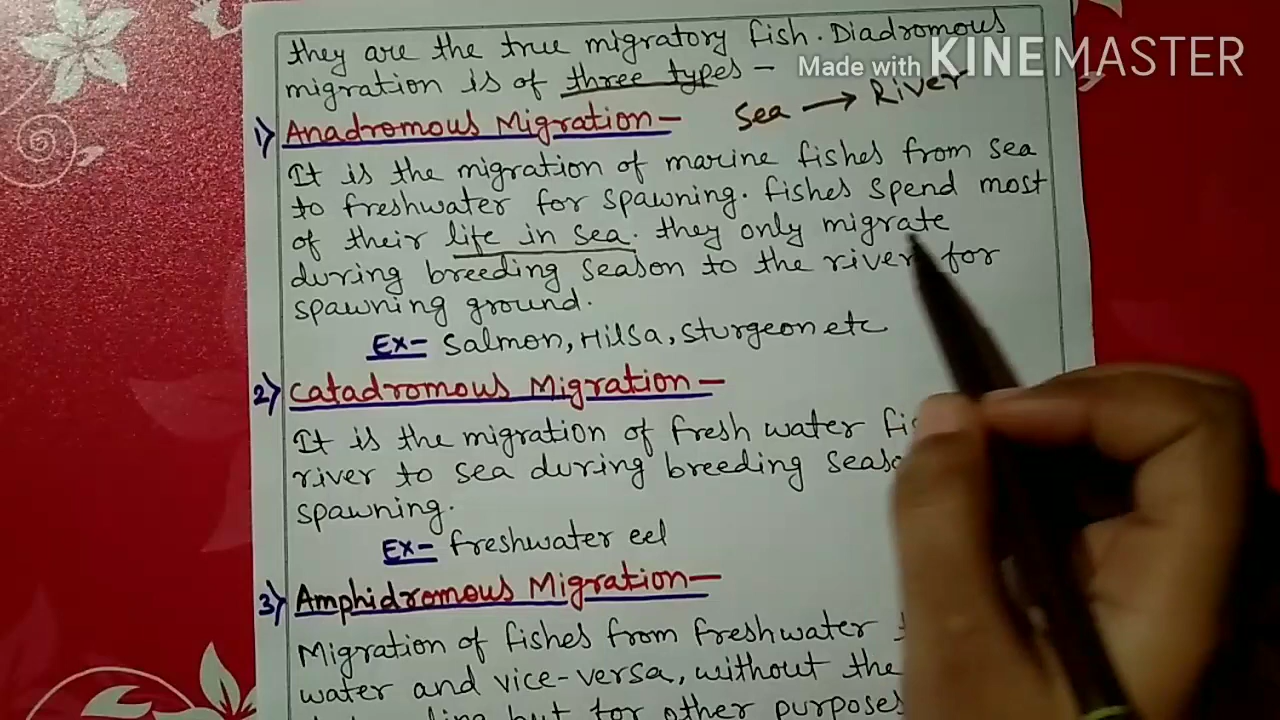 they are the true migratory fish. Diadromous
migration is of three types -
Made with KINEMASTER
Sea → River
1) Anadromous Migration -
It is the migration of marine fishes from sea
to freshwater for spawning. fishes spend most
of their life in sea. they only migrate
during breeding season to the river for
spawning ground.
Ex- Salmon, Hilsa, Sturgeon etc
2) Catadromous Migration -
It is the migration of fresh water
river to sea during breeding
spawning.
Ex- freshwater eel
3) Amphidromous Migration -
Migration of fishes from freshwater
water and vice-versa, without the
but for other purposes